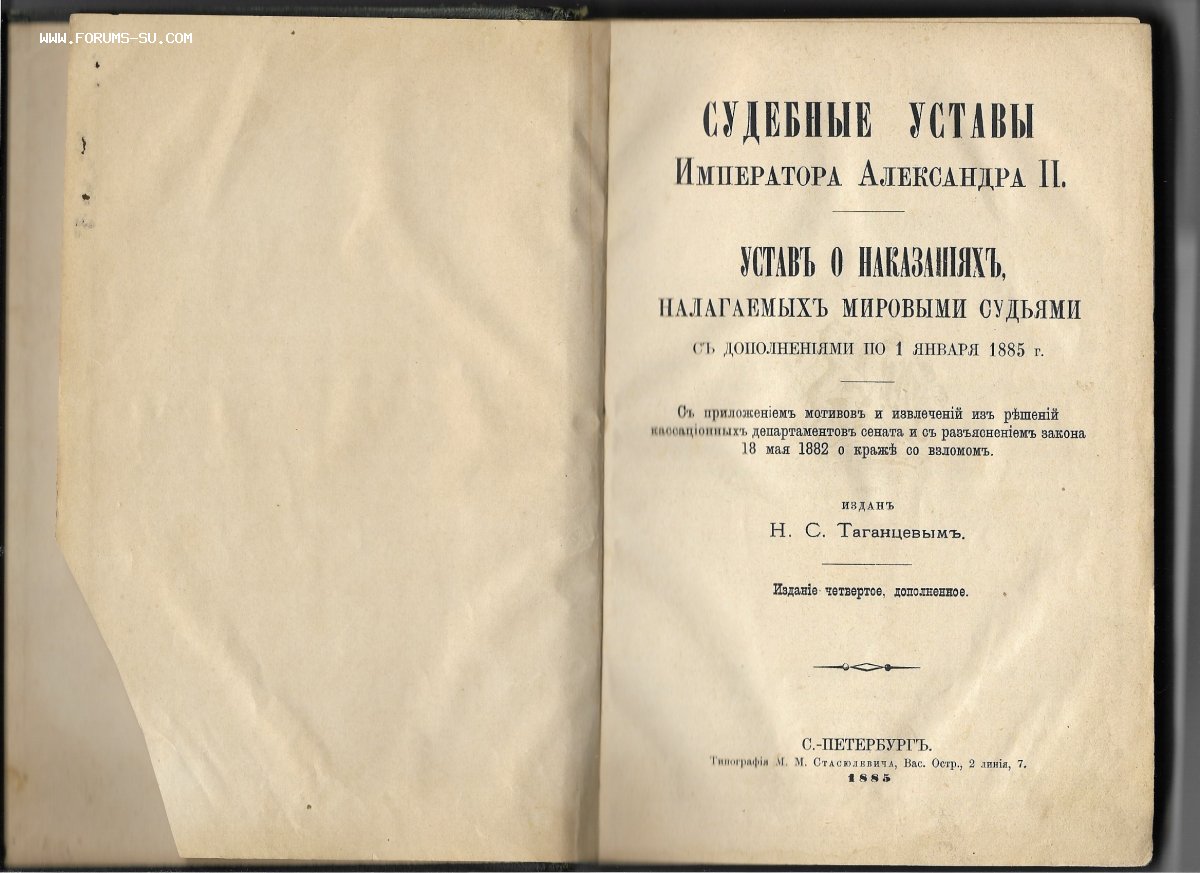 WWW.FORUMS-SU.COM
СУДЕБНЫЕ УСТАВЫ
ИМПЕРАТОРА АЛЕКСАНДРА II.
УСТАВЪ О НАКАЗАНІЯХЪ,
НАЛАГАЕМЫХЪ МИРОВЫМИ СУДЬЯМИ
СЪ ДОПОЛНЕНІЯМИ ПО 1 ЯНВАРЯ 1885 г.
Съ приложеніемъ мотивовъ и извлеченій изъ рѣшеній
кассаціонныхъ департаментовъ сената и съ разъясненіемъ закона
18 мая 1882 о кражѣ со взломомъ.
ИЗДАНЪ
Н. С. Таганцевымъ.
Изданіе четвертое, дополненное.
С.-ПЕТЕРБУРГЪ.
Типографія М. М. Стасюлевича, Вас. Остр., 2 линія, 7.
1885